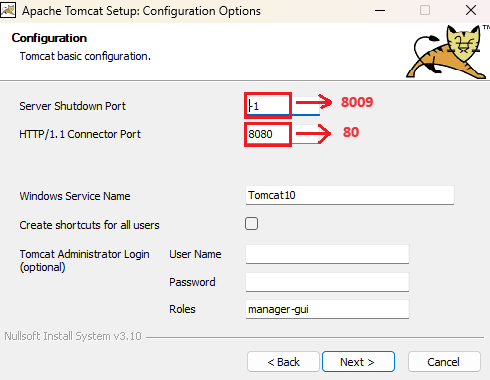 Apache Tomcat Setup: Configuration Options
Configuration
Tomcat basic configuration.
TM
Server Shutdown Port -1 8009
HTTP/1.1 Connector Port 8080 80
Windows Service Name Tomcat10
Create shortcuts for all users
Tomcat Administrator Login User Name
(optional)
Password
Roles manager-gui
Nullsoft Install System v3.10
< Back Next > Cancel